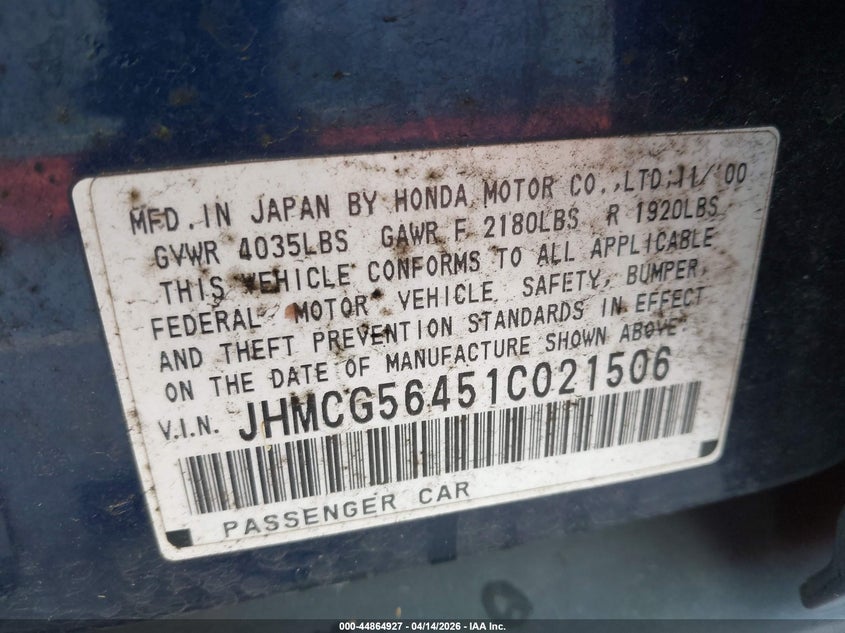 MFD. IN JAPAN BY HONDA MOTOR CO.,LTD; 11/'00
GVWR 4035LBS GAWR F 2180LBS R 1920LBS
THIS VEHICLE CONFORMS TO ALL APPLICABLE
FEDERAL MOTOR VEHICLE SAFETY, BUMPER,
AND THEFT PREVENTION STANDARDS IN EFFECT
ON THE DATE OF MANUFACTURE SHOWN ABOVE
V.I.N. JHMCG56451C021506
PASSENGER CAR
000-44864927 - 04/14/2026 - IAA Inc.